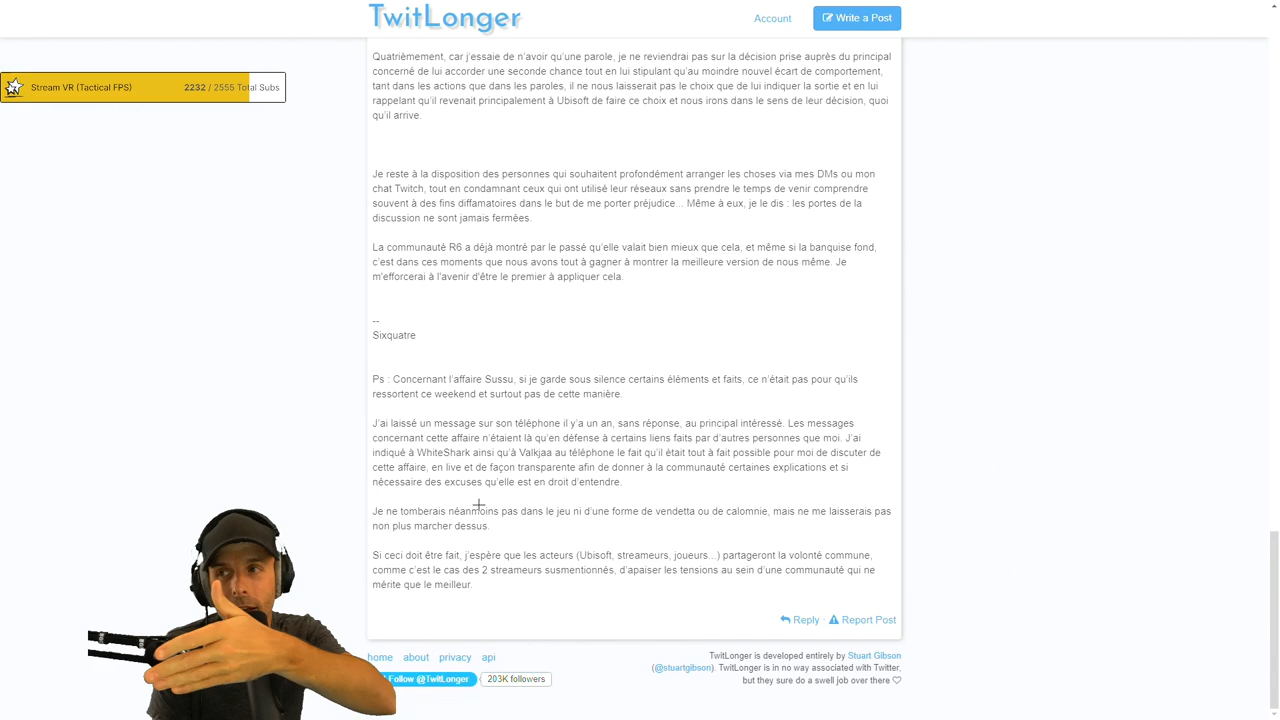 TwitLonger
Account
Write a Post
Quatrièmement, car j'essaie de n'avoir qu'une parole, je ne reviendrai pas sur la décision prise auprès du principal
concerné de lui accorder une seconde chance tout en lui stipulant qu'au moindre nouvel écart de comportement,
tant dans les actions que dans les paroles, il ne nous laisserait pas le choix que de lui indiquer la sortie et en lui
rappelant qu'il revenait principalement à Ubisoft de faire ce choix et nous irons dans le sens de leur décision, quoi
qu'il arrive.
Stream VR (Tactical FPS)
2232 / 2555 Total Subs
Je reste à la disposition des personnes qui souhaitent profondément arranger les choses via mes DMs ou mon
chat Twitch, tout en condamnant ceux qui ont utilisé leur réseaux sans prendre le temps de venir comprendre
souvent à des fins diffamatoires dans le but de me porter préjudice... Même à eux, je le dis : les portes de la
discussion ne sont jamais fermées.
La communauté R6 a déjà montré par le passé qu'elle valait bien mieux que cela, et même si la banquise fond,
c'est dans ces moments que nous avons tout à gagner à montrer la meilleure version de nous même. Je
m'efforcerai à l'avenir d'être le premier à appliquer cela.
--
Sixquatre
Ps : Concernant l'affaire Sussu, si je garde sous silence certains éléments et faits, ce n'était pas pour qu'ils
ressortent ce weekend et surtout pas de cette manière.
J'ai laissé un message sur son téléphone il y'a un an, sans réponse, au principal intéressé. Les messages
concernant cette affaire n'étaient là qu'en défense à certains liens faits par d'autres personnes que moi. J'ai
indiqué à WhiteShark ainsi qu'à Valkjaa au téléphone le fait qu'il était tout à fait possible pour moi de discuter de
cette affaire, en live et de façon transparente afin de donner à la communauté certaines explications et si
nécessaire des excuses qu'elle est en droit d'entendre.
Je ne tomberais néanmoins pas dans le jeu ni d'une forme de vendetta ou de calomnie, mais ne me laisserais pas
non plus marcher dessus.
Si ceci doit être fait, j'espère que les acteurs (Ubisoft, streameurs, joueurs...) partageront la volonté commune,
comme c'est le cas des 2 streameurs susmentionnés, d'apaiser les tensions au sein d'une communauté qui ne
mérite que le meilleur.
Reply · Report Post
home about privacy api
Follow @TwitLonger
203K followers
TwitLonger is developed entirely by Stuart Gibson
(@stuartgibson). TwitLonger is in no way associated with Twitter,
but they sure do a swell job over there